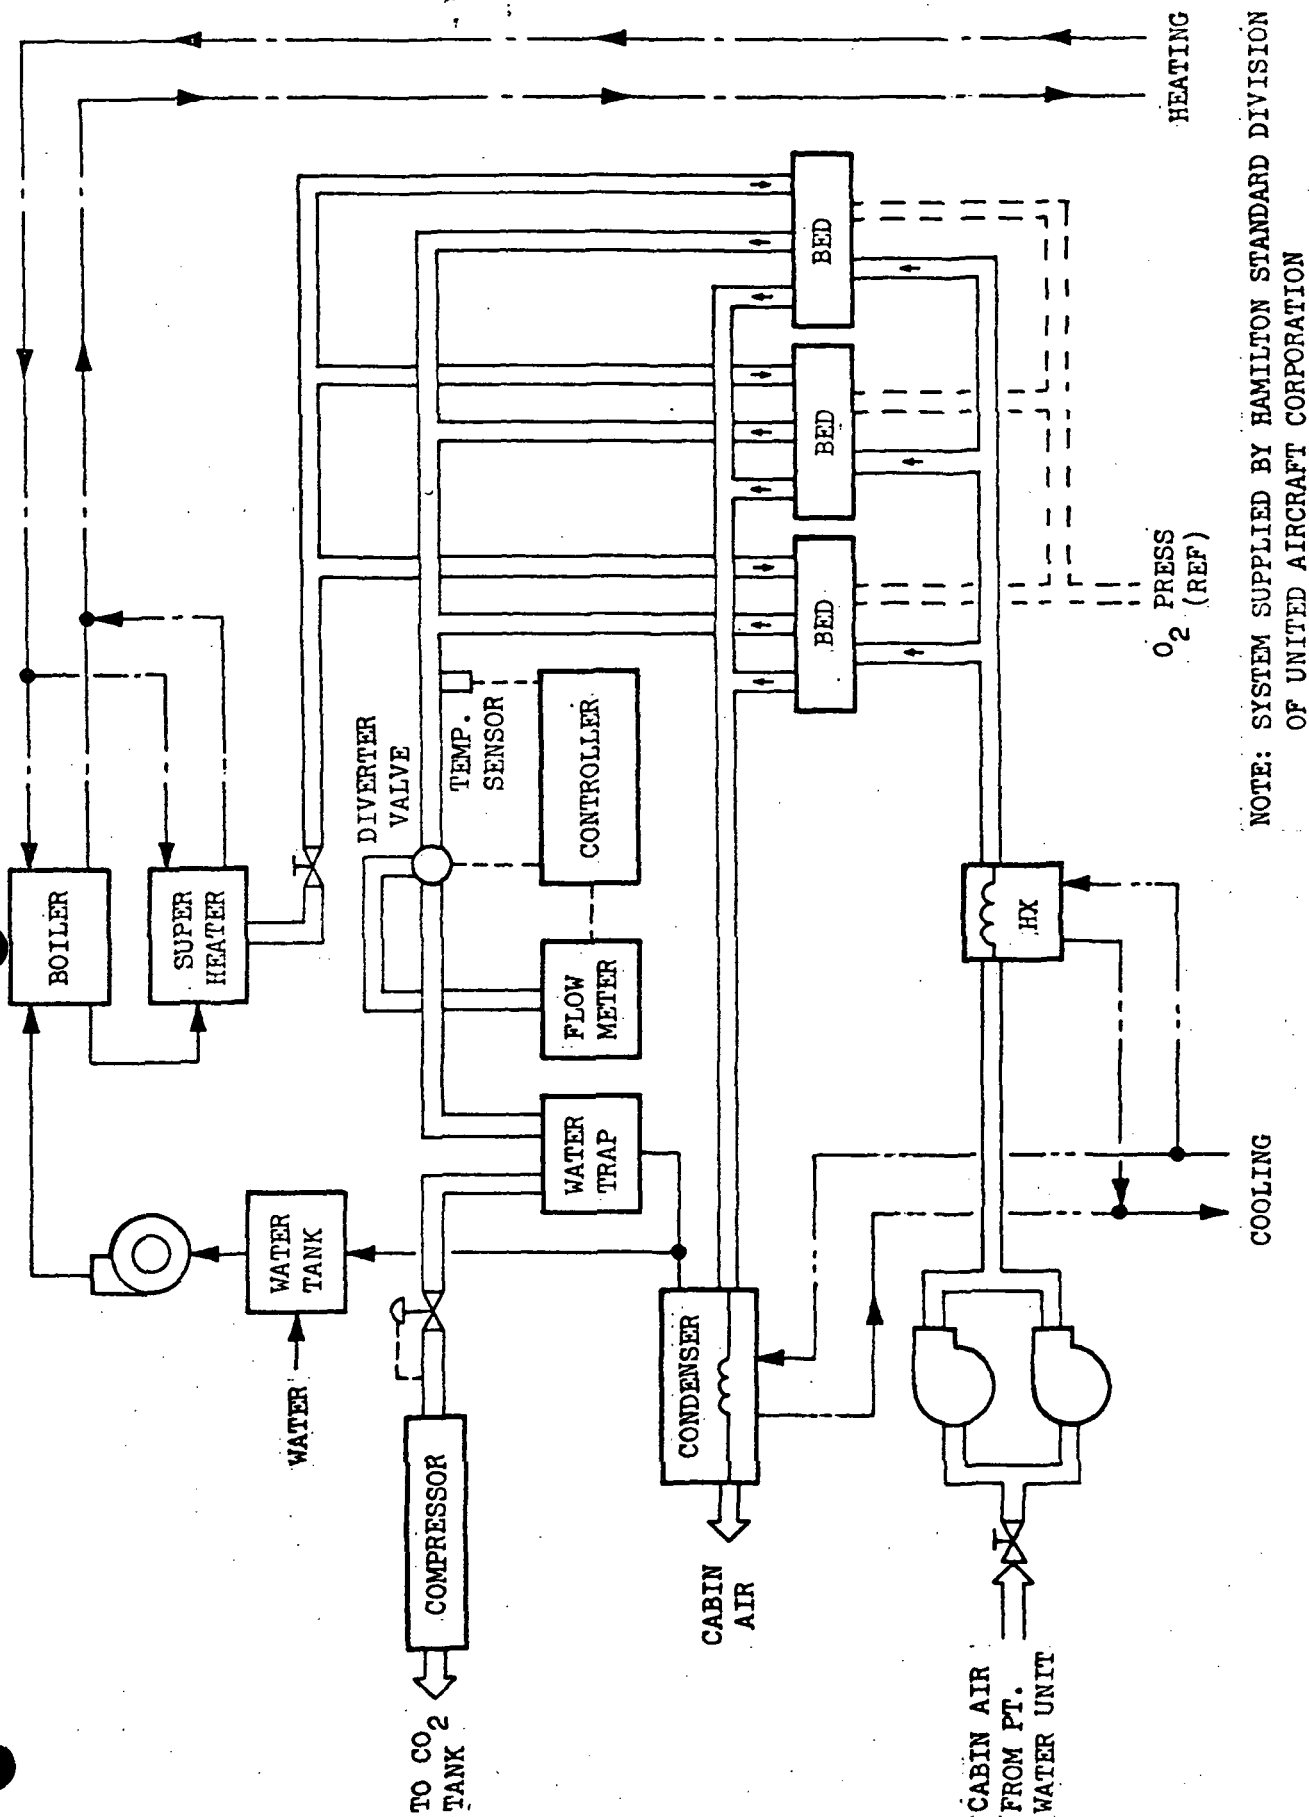 BOILER
SUPER
HEATER
WATER
TANK
WATER
DIVERTER
VALVE
TEMP.
SENSOR
CONTROLLER
FLOW
METER
WATER
TRAP
COMPRESSOR
TO CO2
TANK
CONDENSER
CABIN
AIR
BED
BED
BED
HX
CABIN AIR
FROM PT.
WATER UNIT
O2 PRESS
(REF)
COOLING
HEATING
NOTE: SYSTEM SUPPLIED BY HAMILTON STANDARD DIVISION
OF UNITED AIRCRAFT CORPORATION